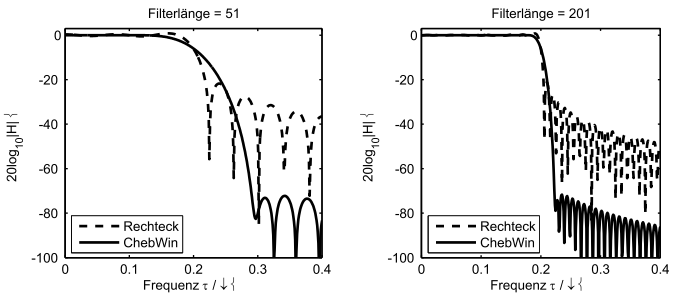 Filterlänge = 51
0
-20
-40
-60
-80
-100
20log₁₀|H| {
Rechteck
ChebWin
0 0.1 0.2 0.3 0.4
Frequenz τ / ↓ {
Filterlänge = 201
0
-20
-40
-60
-80
-100
20log₁₀|H| {
Rechteck
ChebWin
0 0.1 0.2 0.3 0.4
Frequenz τ / ↓ {